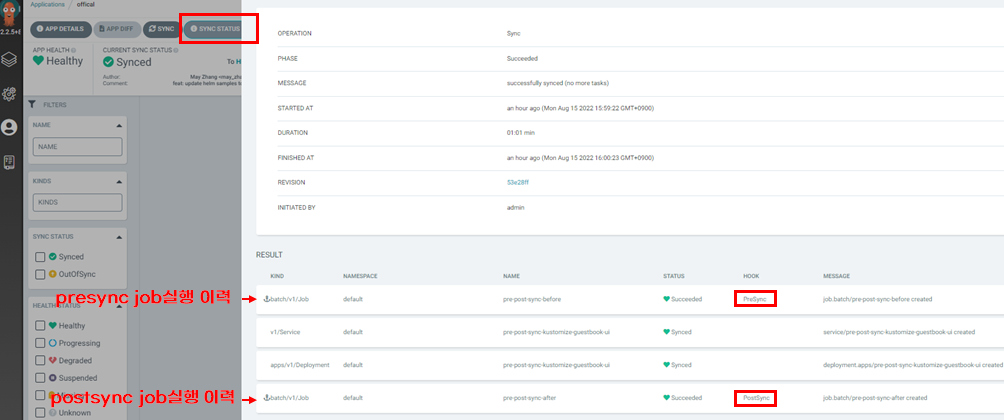 Applications / offical
2.2.5+8
APP DETAILS
APP DIFF
SYNC
SYNC STATUS
APP HEALTH
Healthy
CURRENT SYNC STATUS
Synced
To H
Author: May Zhang <may_zha
Comment: feat: update helm samples b
FILTERS
NAME
NAME
KINDS
KINDS
SYNC STATUS
Synced
OutOfSync
HEALTH STATUS
Healthy
Progressing
Degraded
Suspended
Unknown
OPERATION Sync
PHASE Succeeded
MESSAGE successfully synced (no more tasks)
STARTED AT an hour ago (Mon Aug 15 2022 15:59:22 GMT+0900)
DURATION 01:01 min
FINISHED AT an hour ago (Mon Aug 15 2022 16:00:23 GMT+0900)
REVISION 53e28ff
INITIATED BY admin
RESULT
KIND NAMESPACE NAME STATUS HOOK MESSAGE
presync job실행 이력
batch/v1/Job default pre-post-sync-before Succeeded PreSync job.batch/pre-post-sync-before created
v1/Service default pre-post-sync-kustomize-guestbook-ui Synced service/pre-post-sync-kustomize-guestbook-ui created
apps/v1/Deployment default pre-post-sync-kustomize-guestbook-ui Synced deployment.apps/pre-post-sync-kustomize-guestbook-ui created
postsync job실행 이력
batch/v1/Job default pre-post-sync-after Succeeded PostSync job.batch/pre-post-sync-after created